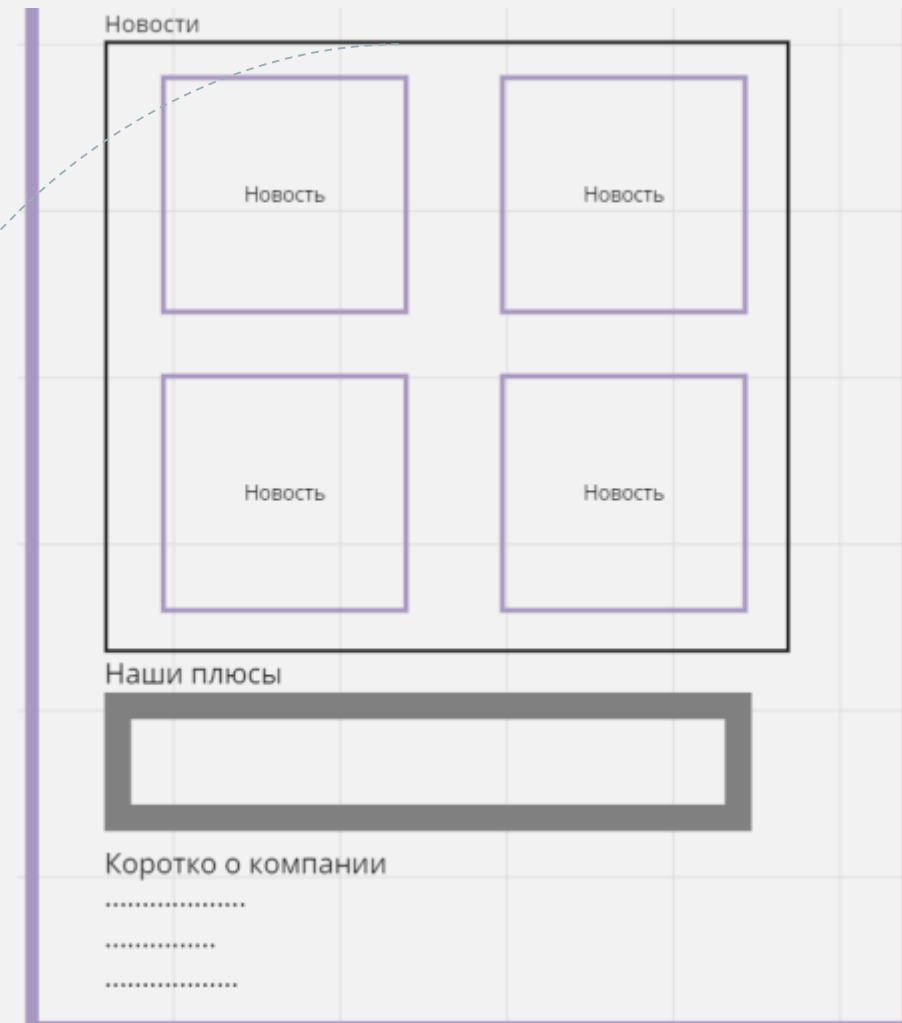 Новости
Новость Новость
Новость Новость
Наши плюсы
Коротко о компании
...................
...............
..................